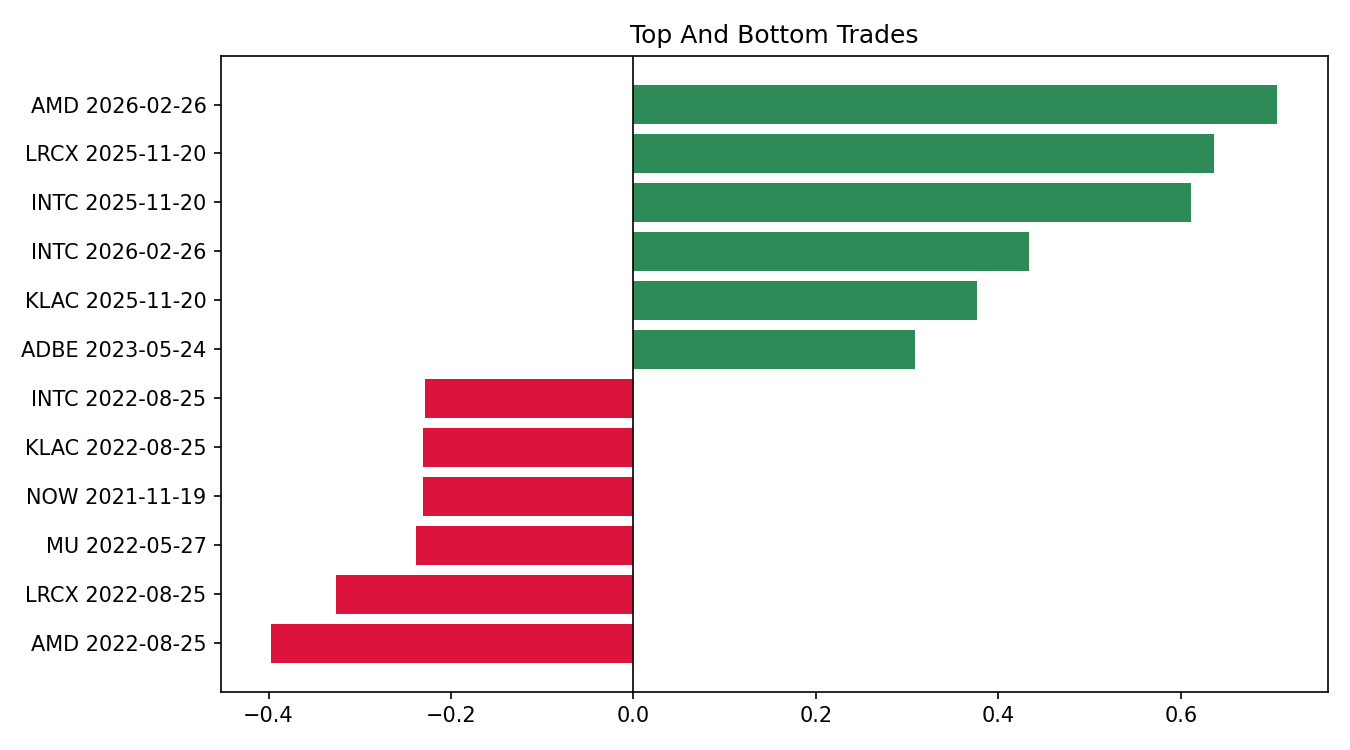 Top And Bottom Trades
AMD 2026-02-26
LRCX 2025-11-20
INTC 2025-11-20
INTC 2026-02-26
KLAC 2025-11-20
ADBE 2023-05-24
INTC 2022-08-25
KLAC 2022-08-25
NOW 2021-11-19
MU 2022-05-27
LRCX 2022-08-25
AMD 2022-08-25
−0.4 −0.2 0.0 0.2 0.4 0.6